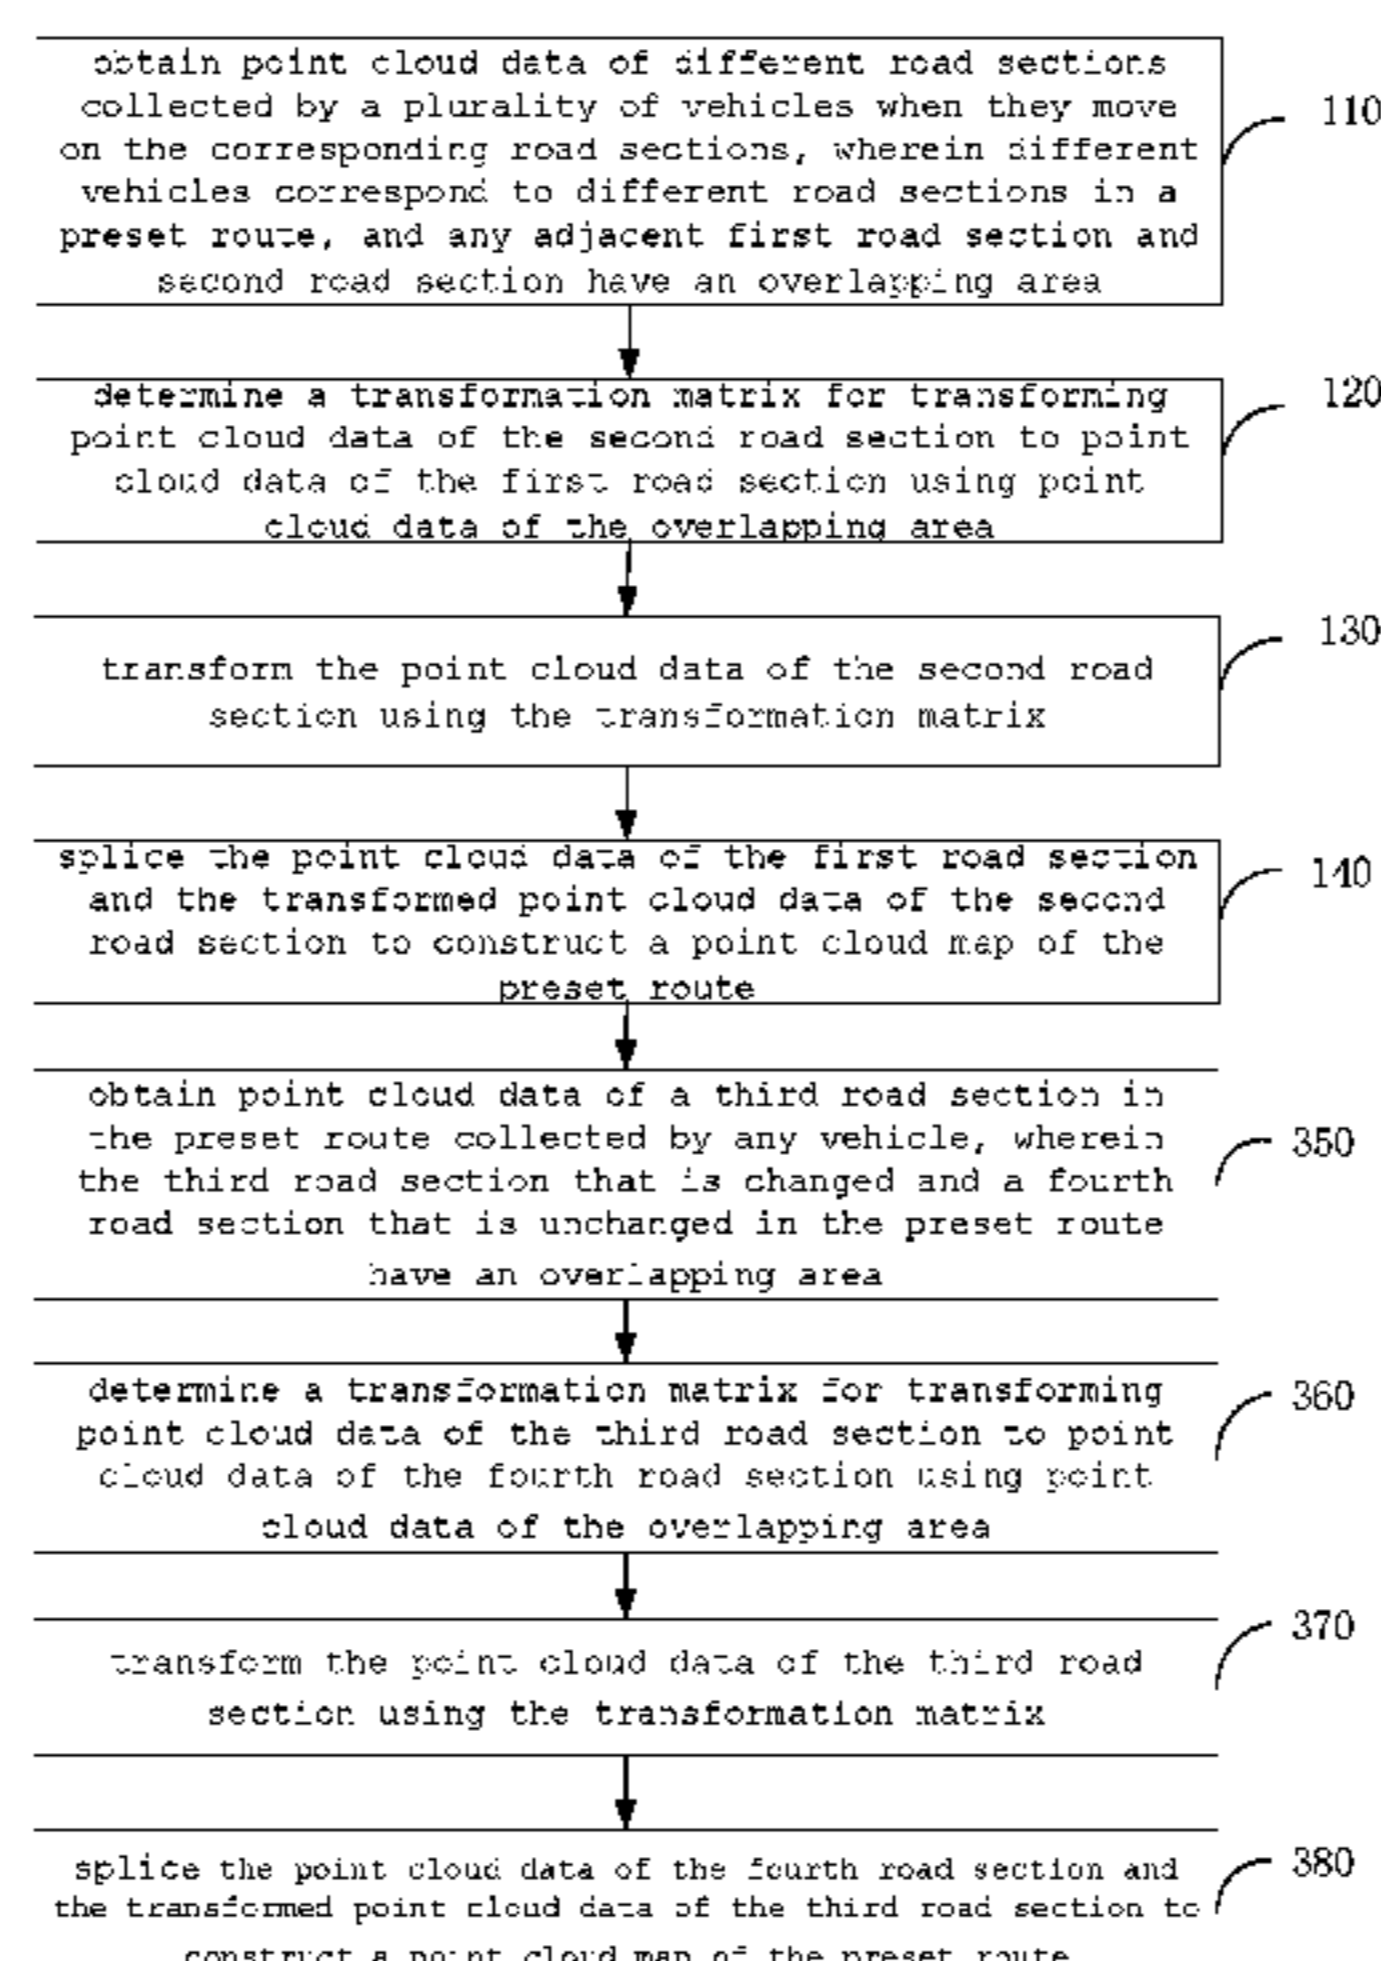 obtain point cloud data of different road sections
collected by a plurality of vehicles when they move
110
on the corresponding road sections, wherein different
vehicles correspond to different road sections in a
preset route, and any adjacent first road section and
second road section have an overlapping area
determine a transformation matrix for transforming
120
point cloud data of the second road section to point
cloud data of the first road section using point
cloud data of the overlapping area
130
transform the point cloud data of the second road
section using the transformation matrix
splice the point cloud data of the first road section
140
and the transformed point cloud data of the second
road section to construct a point cloud map of the
preset route
obtain point cloud data of a third road section in
the preset route collected by any vehicle, wherein
350
the third road section that is changed and a fourth
road section that is unchanged in the preset route
have an overlapping area
determine a transformation matrix for transforming
360
point cloud data of the third road section to point
cloud data of the fourth road section using point
cloud data of the overlapping area
370
transform the point cloud data of the third road
section using the transformation matrix
splice the point cloud data of the fourth road section and
380
the transformed point cloud data of the third road section to
construct a point cloud map of the preset route